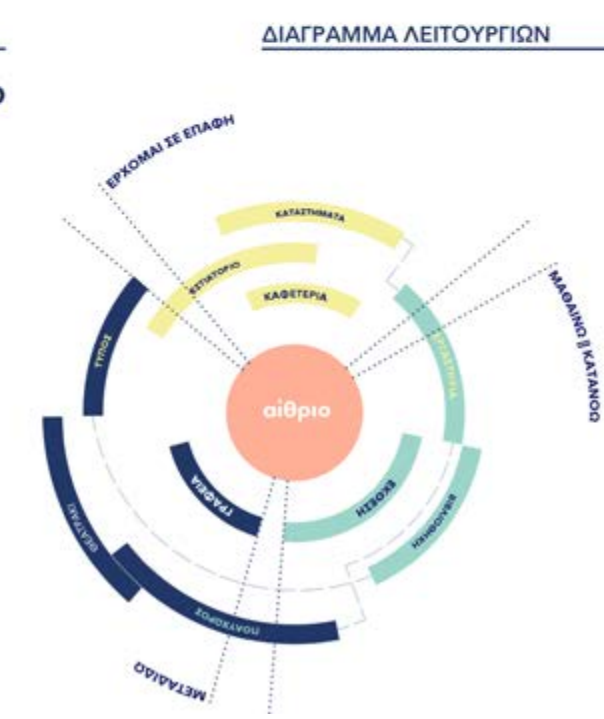 ΔΙΑΓΡΑΜΜΑ ΛΕΙΤΟΥΡΓΙΩΝ
ΕΡΧΟΜΑΙ ΣΕ ΕΠΑΦΗ
ΚΑΤΑΣΤΗΜΑΤΑ
ΕΣΤΙΑΤΟΡΙΟ
ΚΑΦΕΤΕΡΙΑ
ΜΑΘΑΙΝΩ || ΚΑΤΑΝΟΩ
ΤΥΠΟΣ
ΕΡΓΑΣΤΗΡΙΑ
αίθριο
ΓΡΑΦΕΙΑ
ΕΚΘΕΣΗ
ΒΙΒΛΙΟΘΗΚΗ
ΘΕΑΤΡΑΚΙ
ΠΟΛΥΧΩΡΟΣ
ΜΕΤΑΔΙΔΩ